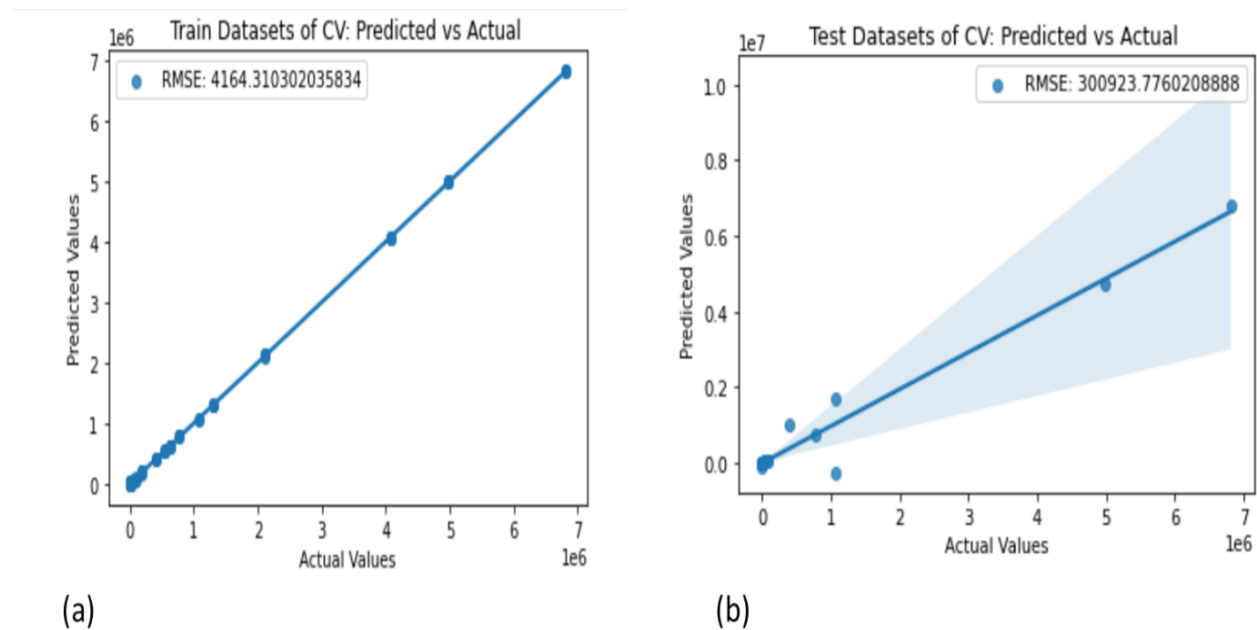 Train Datasets of CV: Predicted vs Actual
1e6
RMSE: 4164.310302035834
7
6
5
4
3
2
1
0
Predicted Values
0 1 2 3 4 5 6 7
1e6
Actual Values
(a)
Test Datasets of CV: Predicted vs Actual
1e7
RMSE: 300923.7760208888
1.0
0.8
0.6
0.4
0.2
0.0
Predicted Values
0 1 2 3 4 5 6 7
1e6
Actual Values
(b)